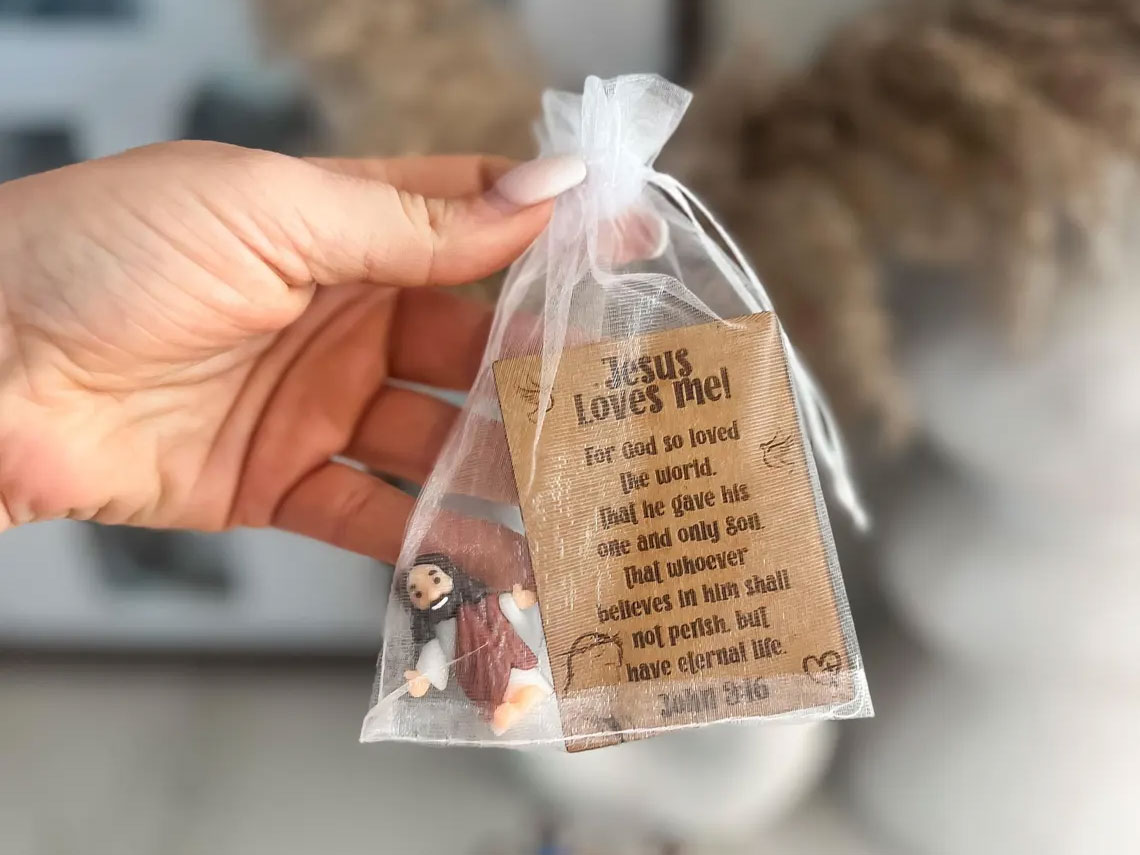 Jesus
Loves me!
For God so loved
the world.
that he gave his
one and only son.
that whoever
believes in him shall
not perish, but
have eternal life.
John 3:16